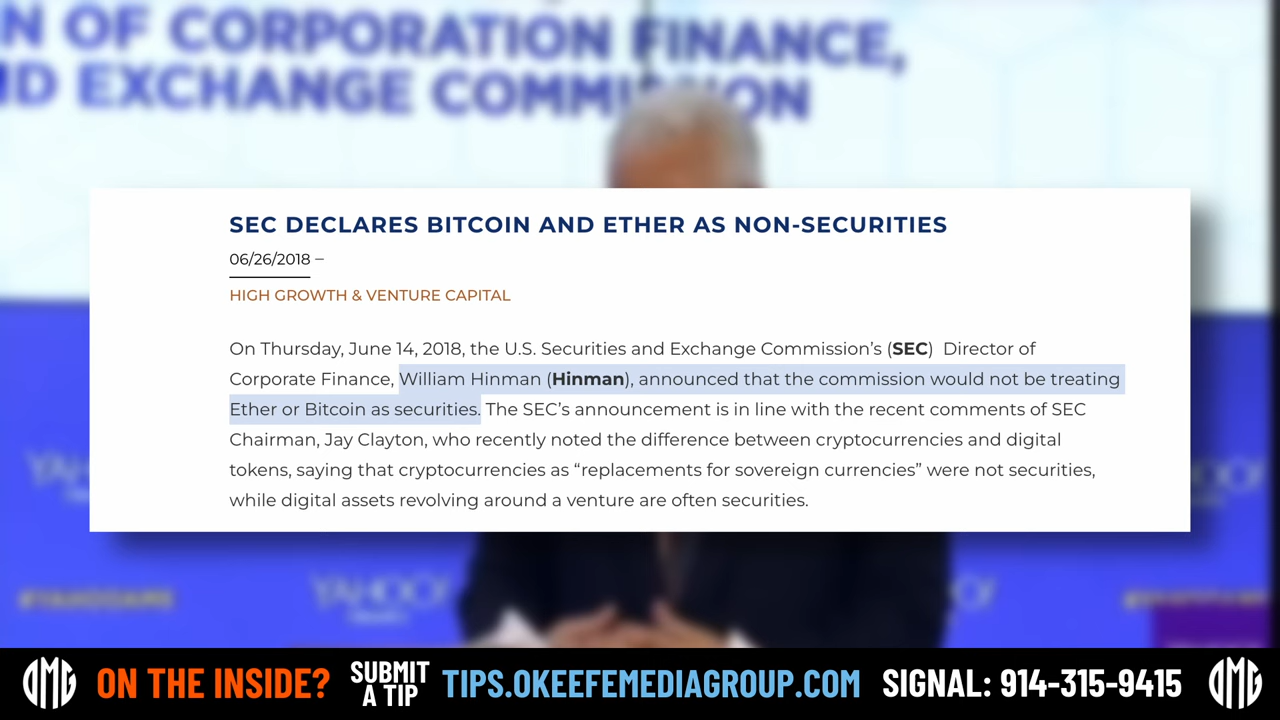 N OF CORPORATION FINANCE,
ND EXCHANGE COMMISSION
SEC DECLARES BITCOIN AND ETHER AS NON-SECURITIES
06/26/2018 –
HIGH GROWTH & VENTURE CAPITAL
On Thursday, June 14, 2018, the U.S. Securities and Exchange Commission’s (SEC) Director of
Corporate Finance, William Hinman (Hinman), announced that the commission would not be treating
Ether or Bitcoin as securities. The SEC’s announcement is in line with the recent comments of SEC
Chairman, Jay Clayton, who recently noted the difference between cryptocurrencies and digital
tokens, saying that cryptocurrencies as “replacements for sovereign currencies” were not securities,
while digital assets revolving around a venture are often securities.
YAHOO!
OMG ON THE INSIDE? SUBMIT A TIP TIPS.OKEEFEMEDIAGROUP.COM SIGNAL: 914-315-9415 OMG